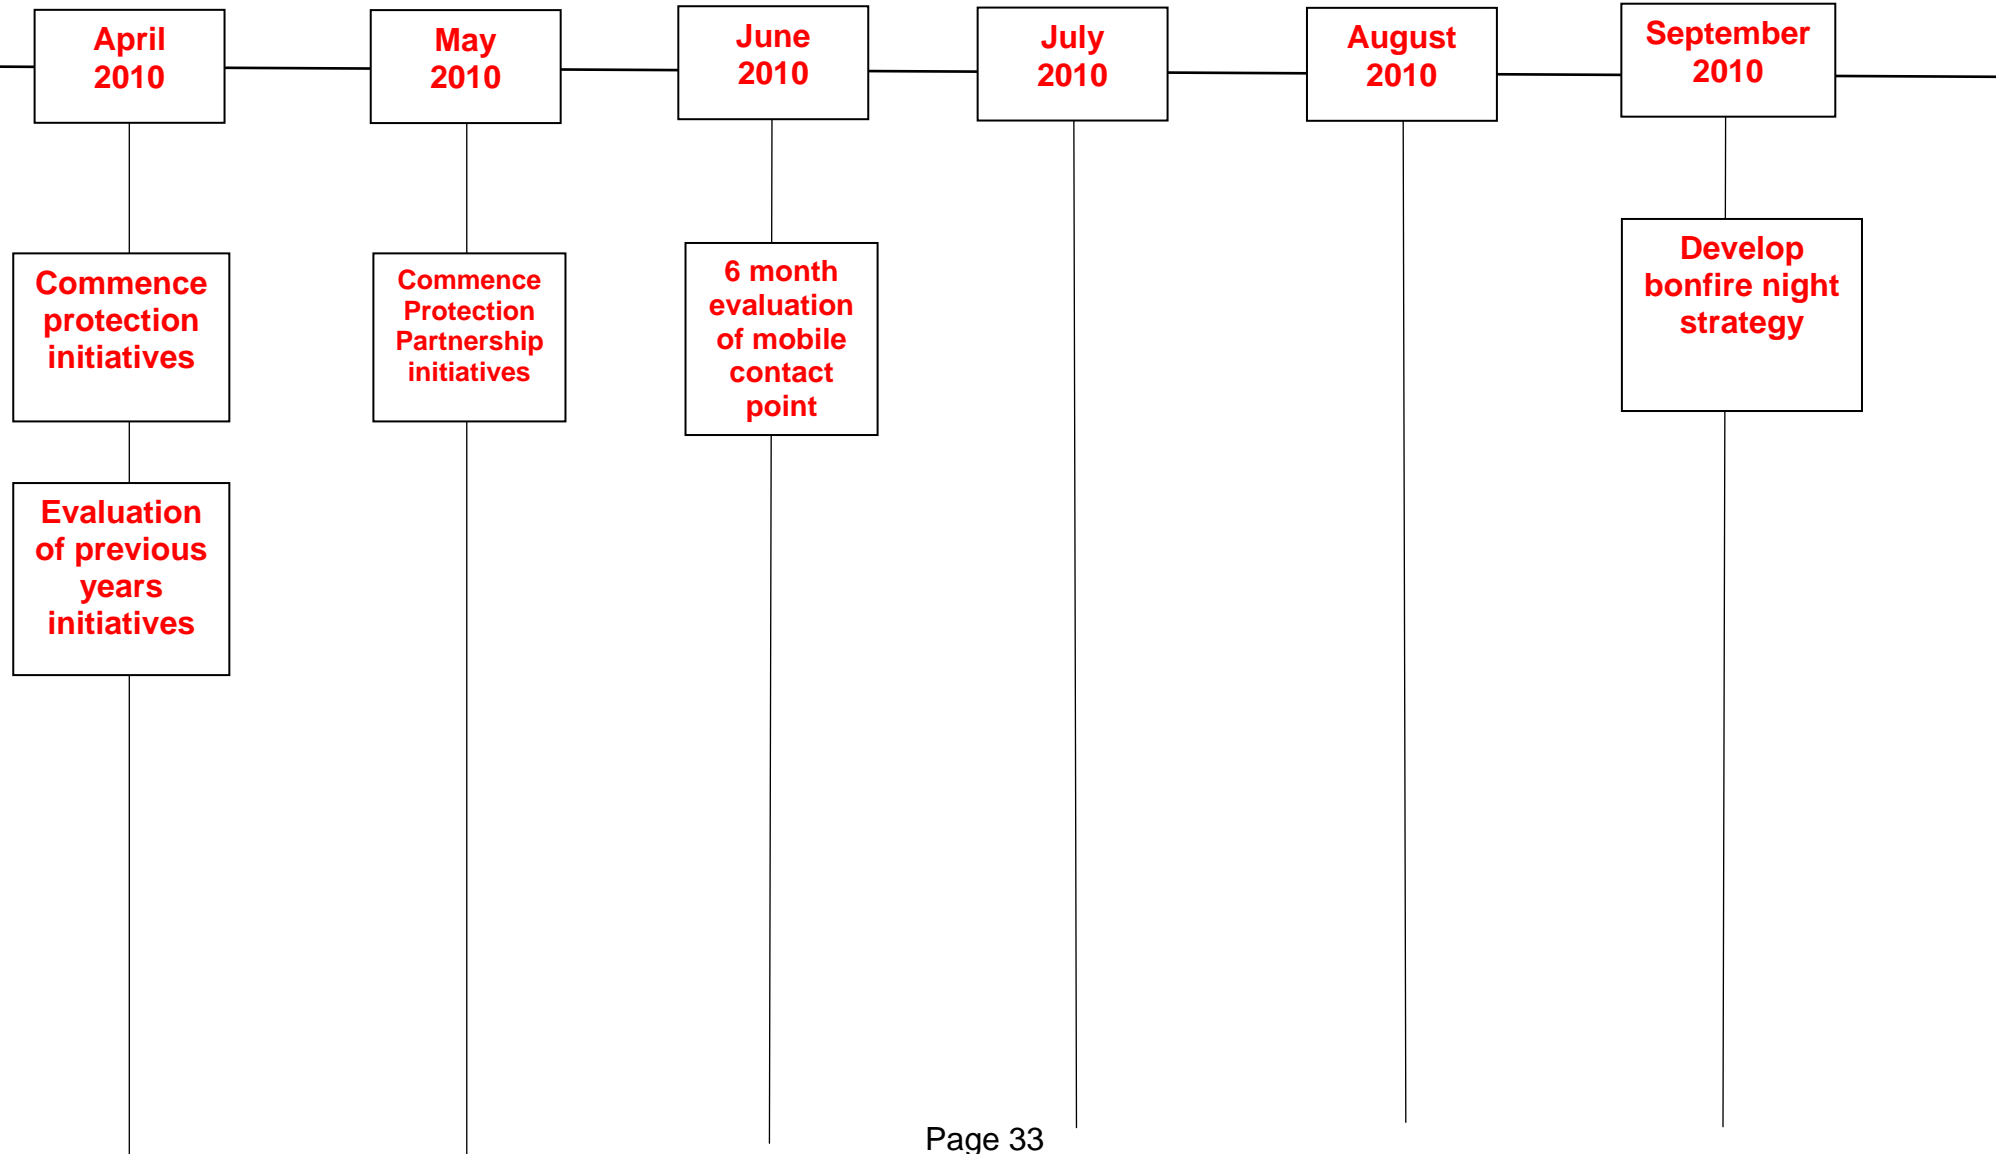 April
2010
May
2010
June
2010
July
2010
August
2010
September
2010
Commence
protection
initiatives
Evaluation
of previous
years
initiatives
Commence
Protection
Partnership
initiatives
6 month
evaluation
of mobile
contact
point
Develop
bonfire night
strategy
Page 33